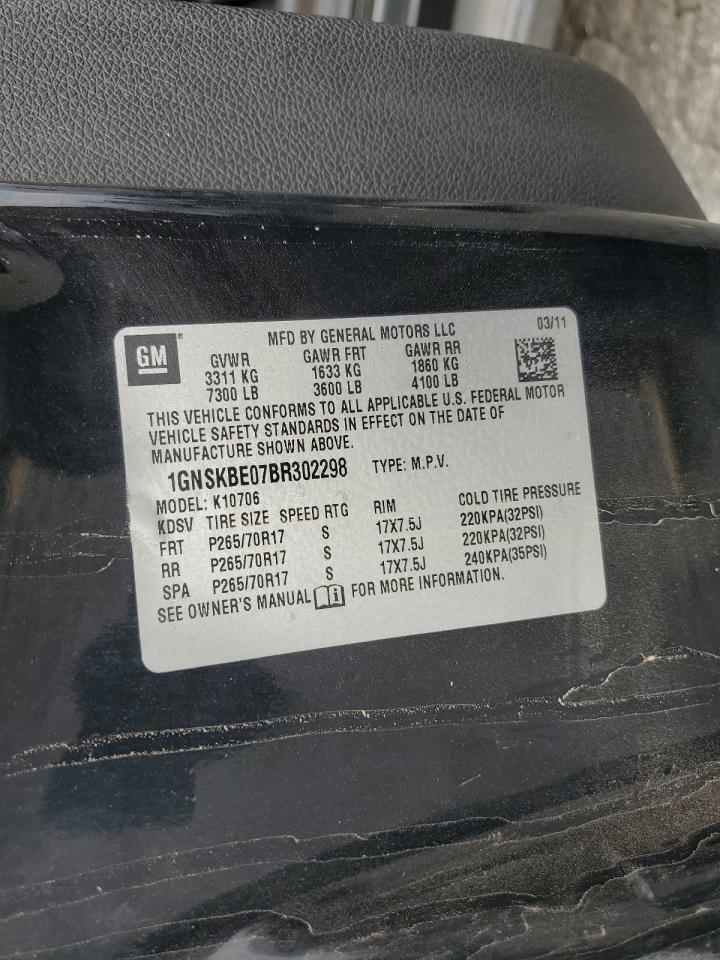 GM ®
MFD BY GENERAL MOTORS LLC 03/11
GVWR GAWR FRT GAWR RR
3311 KG 1633 KG 1860 KG
7300 LB 3600 LB 4100 LB
THIS VEHICLE CONFORMS TO ALL APPLICABLE U.S. FEDERAL MOTOR
VEHICLE SAFETY STANDARDS IN EFFECT ON THE DATE OF
MANUFACTURE SHOWN ABOVE.
1GNSKBE07BR302298 TYPE: M.P.V.
MODEL: K10706
KDSV TIRE SIZE SPEED RTG RIM COLD TIRE PRESSURE
FRT P265/70R17 S 17X7.5J 220KPA(32PSI)
RR P265/70R17 S 17X7.5J 220KPA(32PSI)
SPA P265/70R17 S 17X7.5J 240KPA(35PSI)
SEE OWNER'S MANUAL FOR MORE INFORMATION.